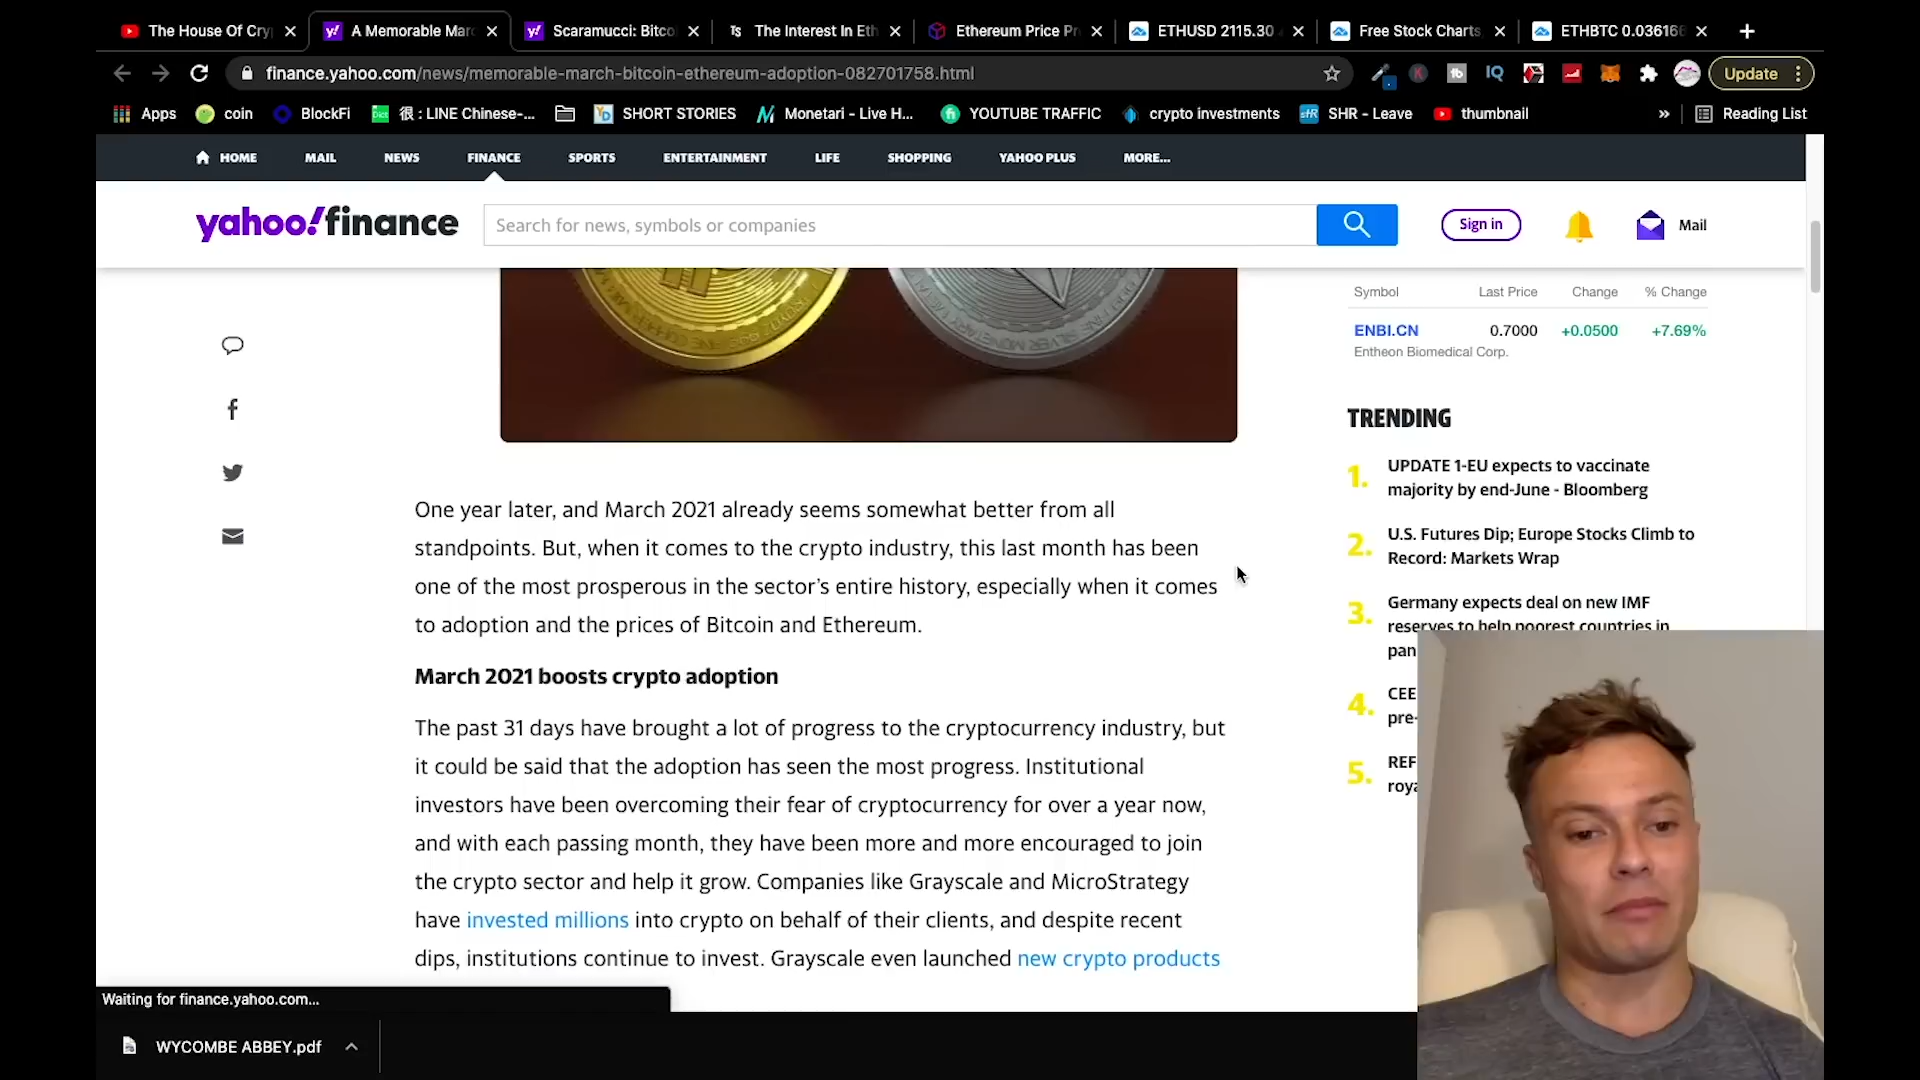 The House Of Cry
A Memorable Mar
Scaramucci: Bitco
Ts The Interest In Eth
Ethereum Price Pr
ETHUSD 2115.30
Free Stock Charts,
ETHBTC 0.036166
finance.yahoo.com/news/memorable-march-bitcoin-ethereum-adoption-082701758.html
IQ
Update
Apps
coin
BlockFi
很 : LINE Chinese-...
SHORT STORIES
Monetari - Live H...
YOUTUBE TRAFFIC
crypto investments
SHR - Leave
thumbnail
»
Reading List
HOME
MAIL
NEWS
FINANCE
SPORTS
ENTERTAINMENT
LIFE
SHOPPING
YAHOO PLUS
MORE...
yahoo!finance
Search for news, symbols or companies
Sign in
Mail
One year later, and March 2021 already seems somewhat better from all
standpoints. But, when it comes to the crypto industry, this last month has been
one of the most prosperous in the sector's entire history, especially when it comes
to adoption and the prices of Bitcoin and Ethereum.
March 2021 boosts crypto adoption
The past 31 days have brought a lot of progress to the cryptocurrency industry, but
it could be said that the adoption has seen the most progress. Institutional
investors have been overcoming their fear of cryptocurrency for over a year now,
and with each passing month, they have been more and more encouraged to join
the crypto sector and help it grow. Companies like Grayscale and MicroStrategy
have invested millions into crypto on behalf of their clients, and despite recent
dips, institutions continue to invest. Grayscale even launched new crypto products
Symbol Last Price Change % Change
ENBI.CN 0.7000 +0.0500 +7.69%
Entheon Biomedical Corp.
TRENDING
1. UPDATE 1-EU expects to vaccinate
majority by end-June - Bloomberg
2. U.S. Futures Dip; Europe Stocks Climb to
Record: Markets Wrap
3. Germany expects deal on new IMF
reserves to help poorest countries in
pan
4. CEE
pre-
5. REF
roya
Waiting for finance.yahoo.com...
WYCOMBE ABBEY.pdf